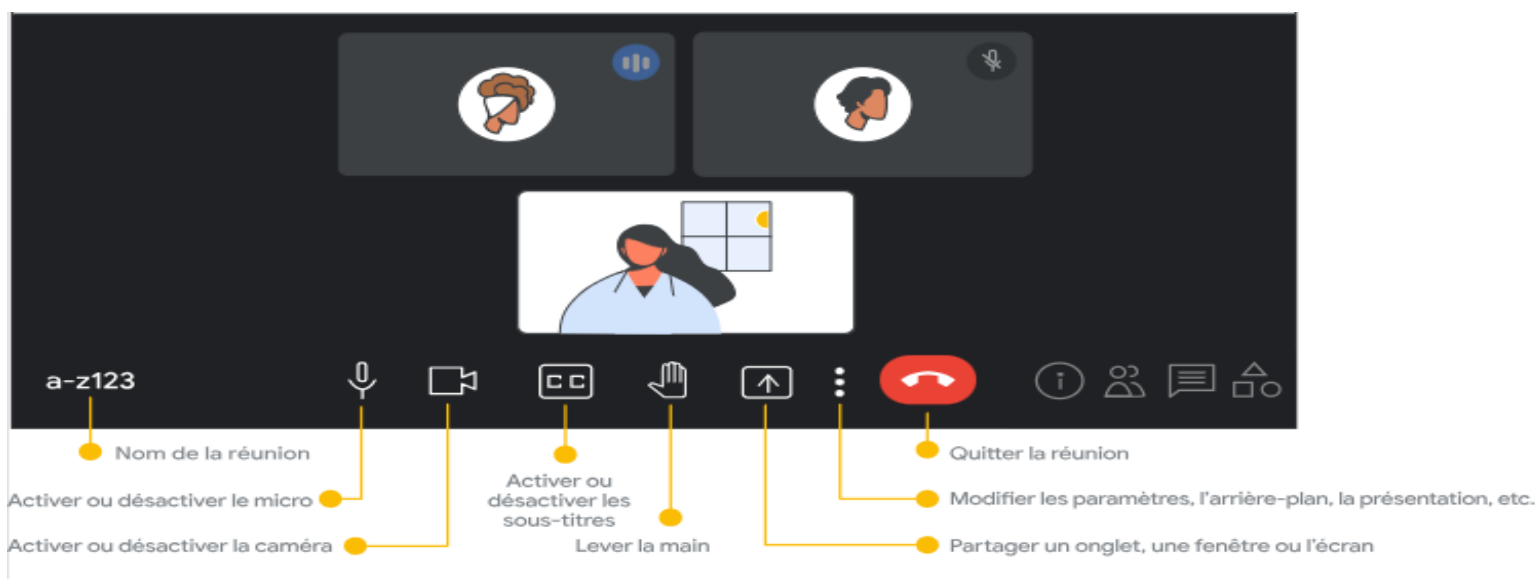 a-z123
CC
Nom de la réunion
Activer ou désactiver le micro
Activer ou désactiver la caméra
Activer ou
désactiver les
sous-titres
Lever la main
Quitter la réunion
Modifier les paramètres, l'arrière-plan, la présentation, etc.
Partager un onglet, une fenêtre ou l'écran